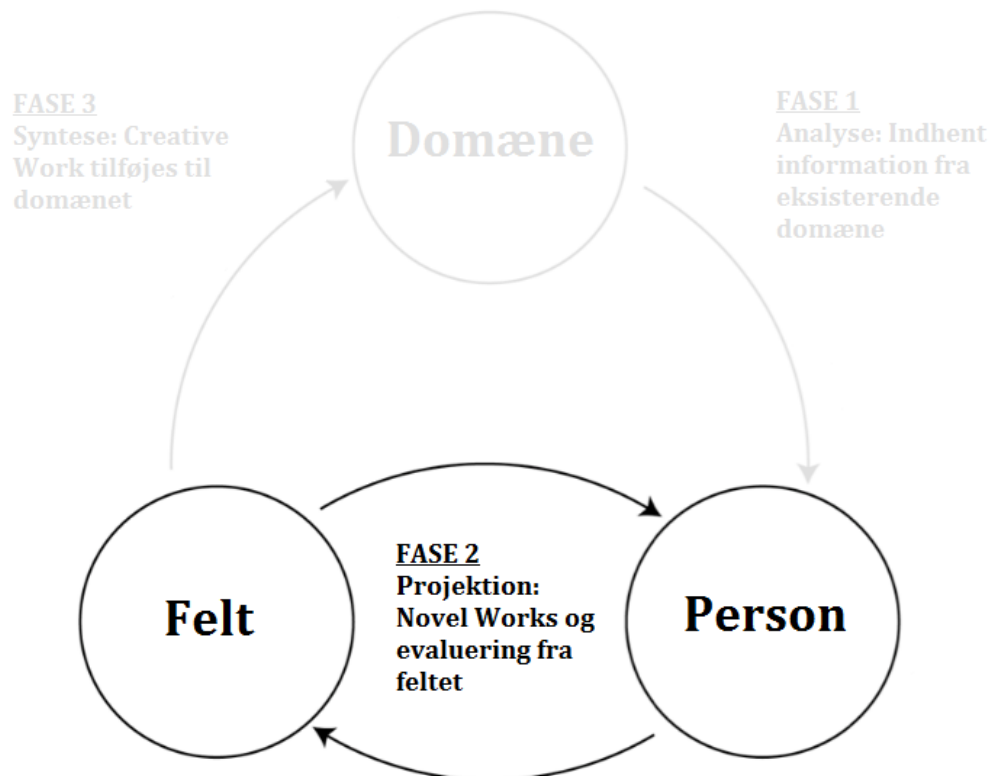 Domæne
FASE 3
Syntese: Creative
Work tilføjes til
domænet
FASE 1
Analyse: Indhent
information fra
eksisterende
domæne
Felt
FASE 2
Projektion:
Novel Works og
evaluering fra
feltet
Person